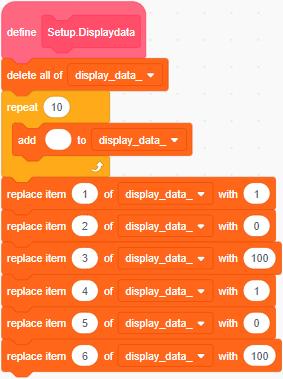 define Setup.Displaydata
delete all of display_data_
repeat 10
add to display_data_
replace item 1 of display_data_ with 1
replace item 2 of display_data_ with 0
replace item 3 of display_data_ with 100
replace item 4 of display_data_ with 1
replace item 5 of display_data_ with 0
replace item 6 of display_data_ with 100